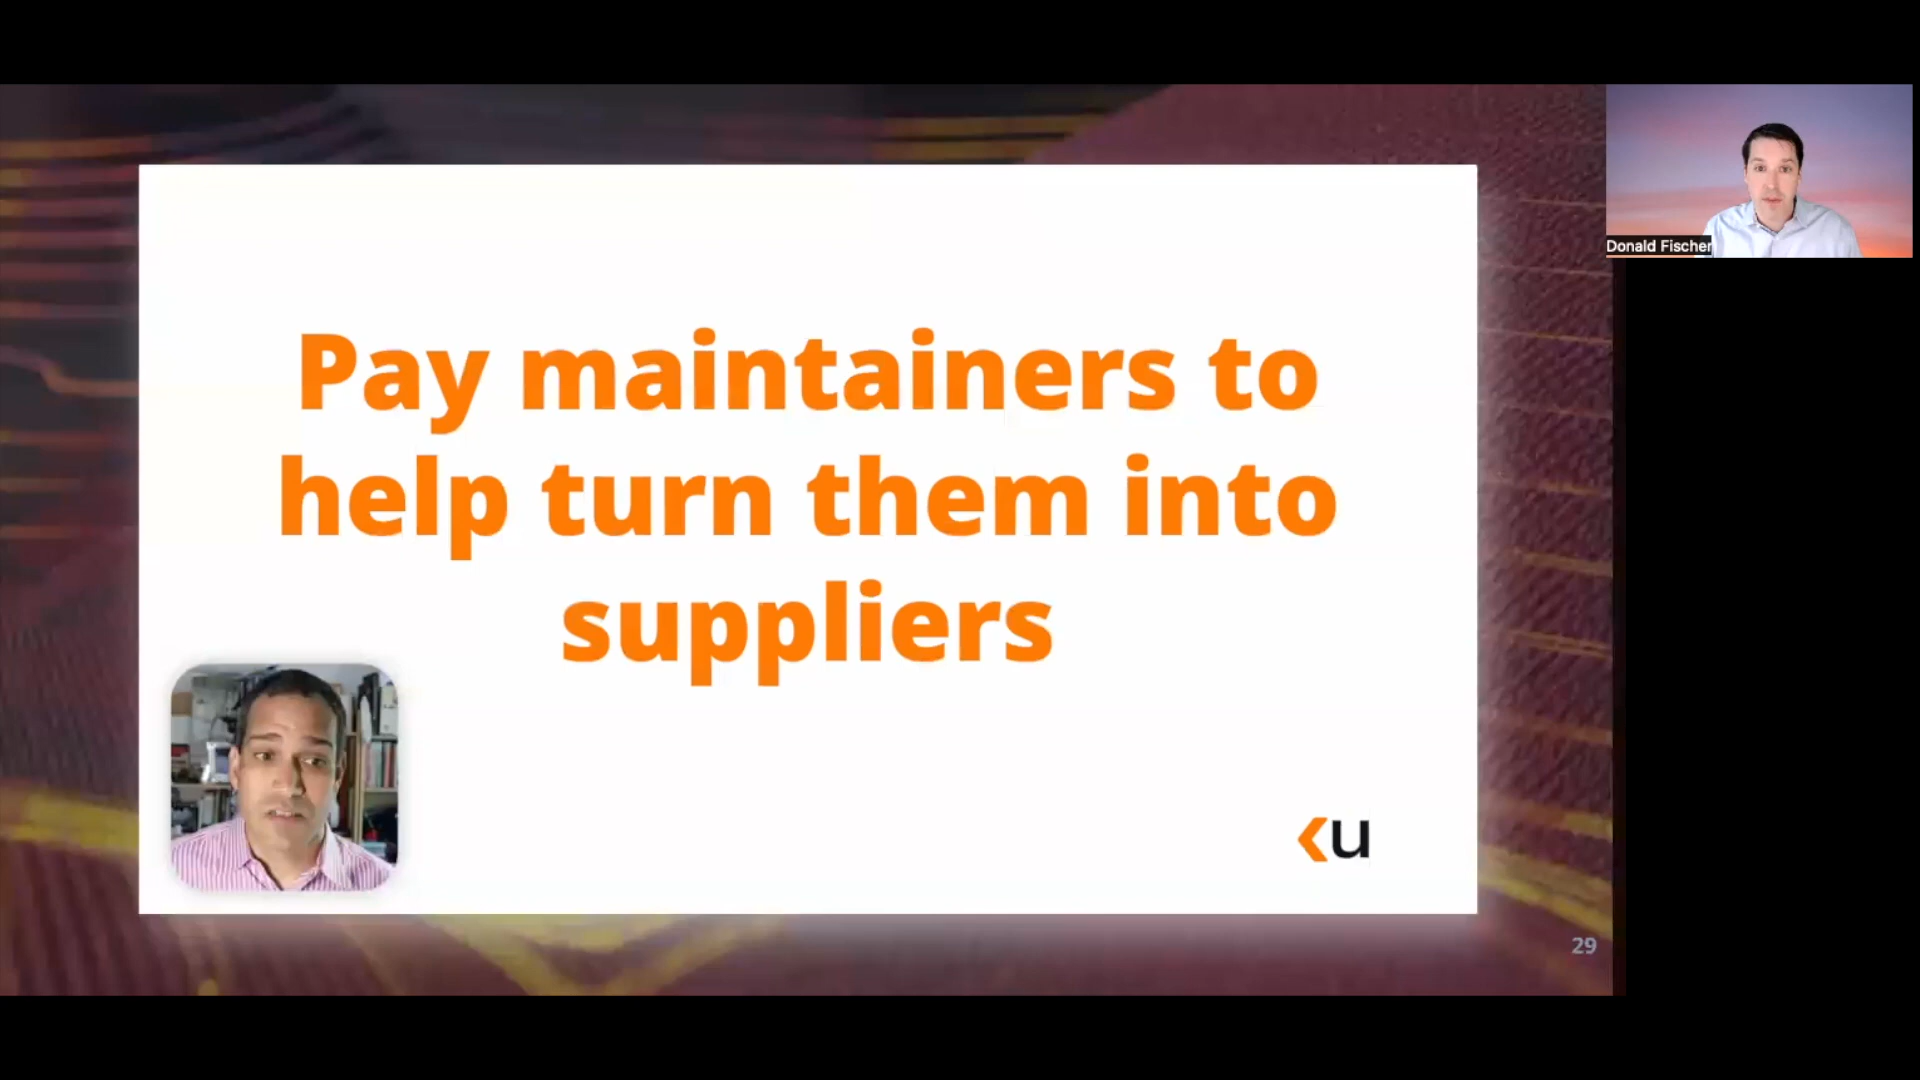 Pay maintainers to
help turn them into
suppliers
‹u
29
Donald Fischer